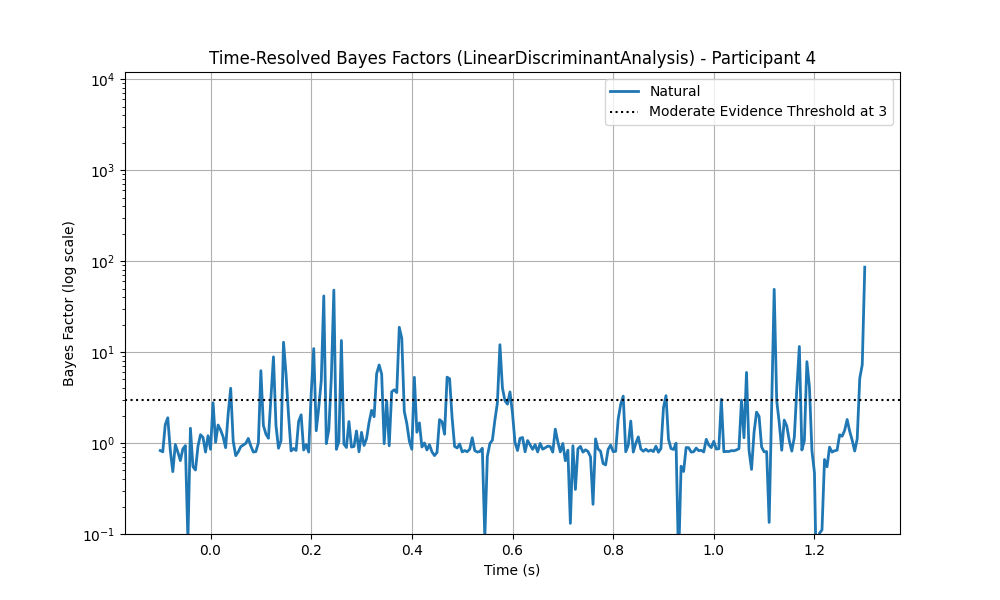 Time-Resolved Bayes Factors (LinearDiscriminantAnalysis) - Participant 4
Natural
Moderate Evidence Threshold at 3
Bayes Factor (log scale)
10⁴
10³
10²
10¹
10⁰
10⁻¹
0.0 0.2 0.4 0.6 0.8 1.0 1.2
Time (s)